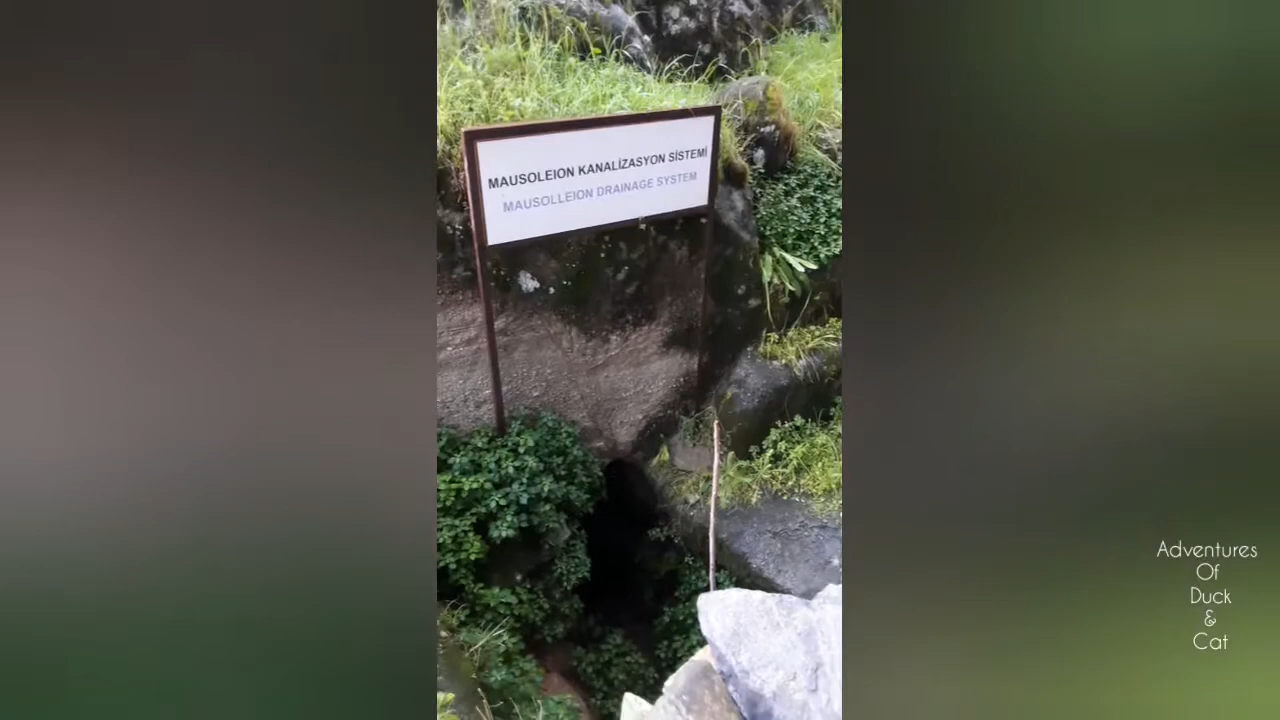 MAUSOLEION KANALİZASYON SİSTEMİ
MAUSOLLEION DRAINAGE SYSTEM
Adventures
Of
Duck
&
Cat